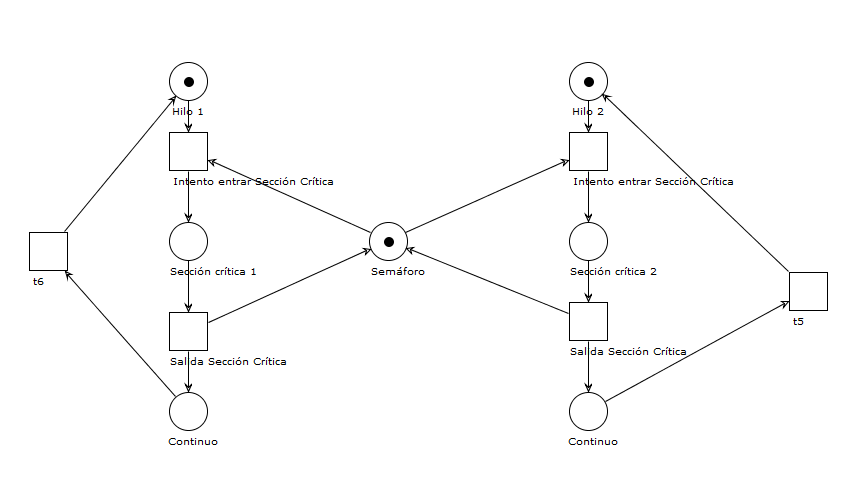 Hilo 1
Hilo 2
Intento entrar Sección Crítica
Intento entrar Sección Crítica
Sección crítica 1
Semáforo
Sección crítica 2
t6
t5
Salida Sección Crítica
Salida Sección Crítica
Continuo
Continuo